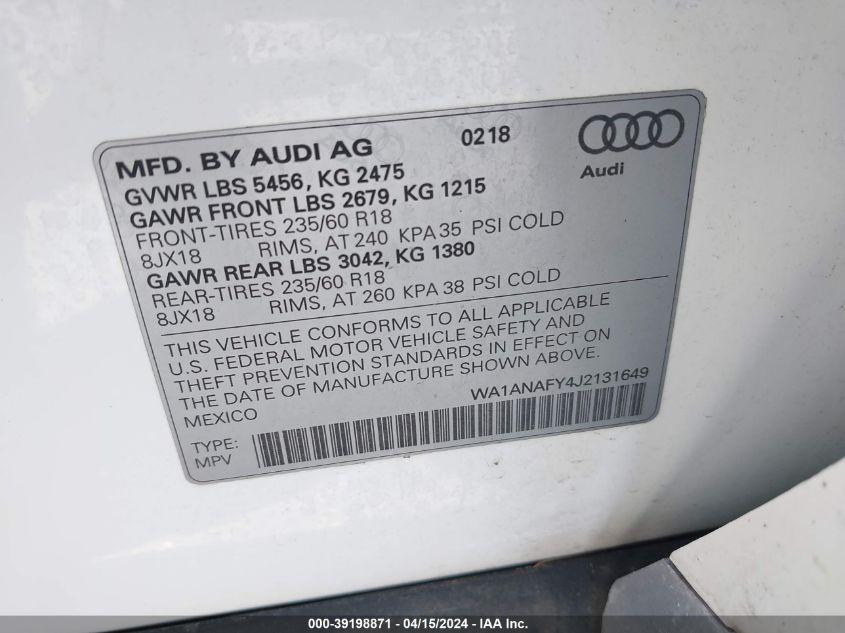 MFD. BY AUDI AG 0218
GVWR LBS 5456, KG 2475
Audi
GAWR FRONT LBS 2679, KG 1215
FRONT-TIRES 235/60 R18
8JX18 RIMS, AT 240 KPA 35 PSI COLD
GAWR REAR LBS 3042, KG 1380
REAR-TIRES 235/60 R18
8JX18 RIMS, AT 260 KPA 38 PSI COLD
THIS VEHICLE CONFORMS TO ALL APPLICABLE
U.S. FEDERAL MOTOR VEHICLE SAFETY AND
THEFT PREVENTION STANDARDS IN EFFECT ON
THE DATE OF MANUFACTURE SHOWN ABOVE.
MEXICO WA1ANAFY4J2131649
TYPE:
MPV
000-39198871 - 04/15/2024 - IAA Inc.